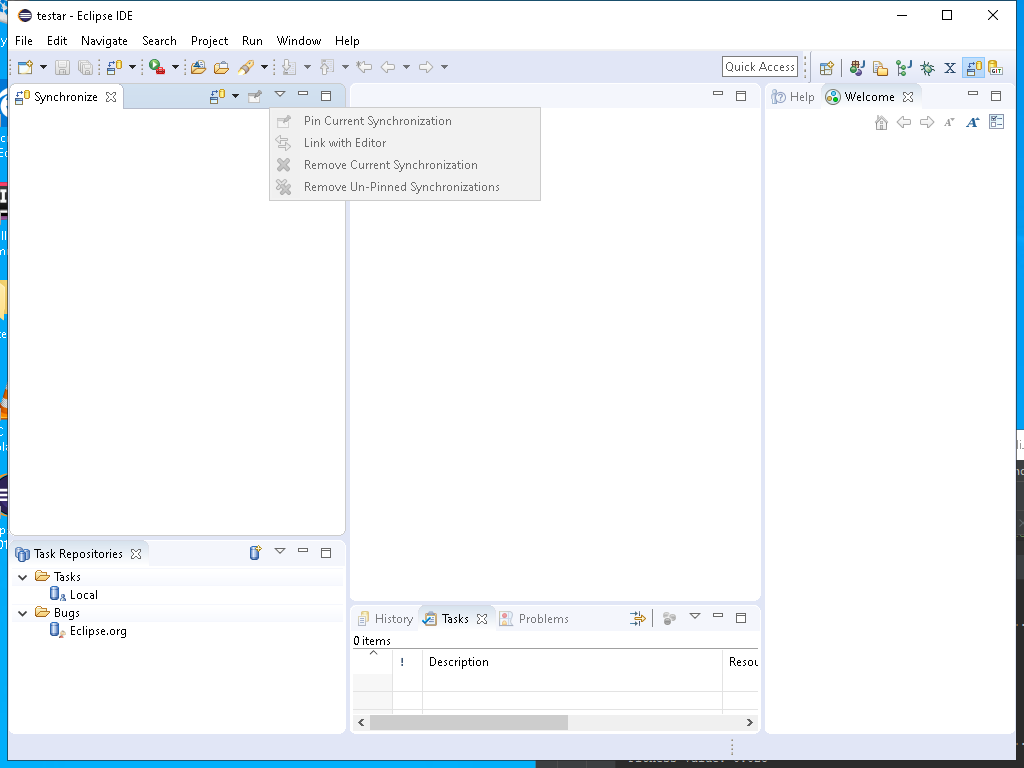 testar - Eclipse IDE
File Edit Navigate Search Project Run Window Help
Quick Access
Synchronize
Help
Welcome
Pin Current Synchronization
Link with Editor
Remove Current Synchronization
Remove Un-Pinned Synchronizations
Task Repositories
Tasks
Local
Bugs
Eclipse.org
History
Tasks
Problems
0 items
! Description Resou